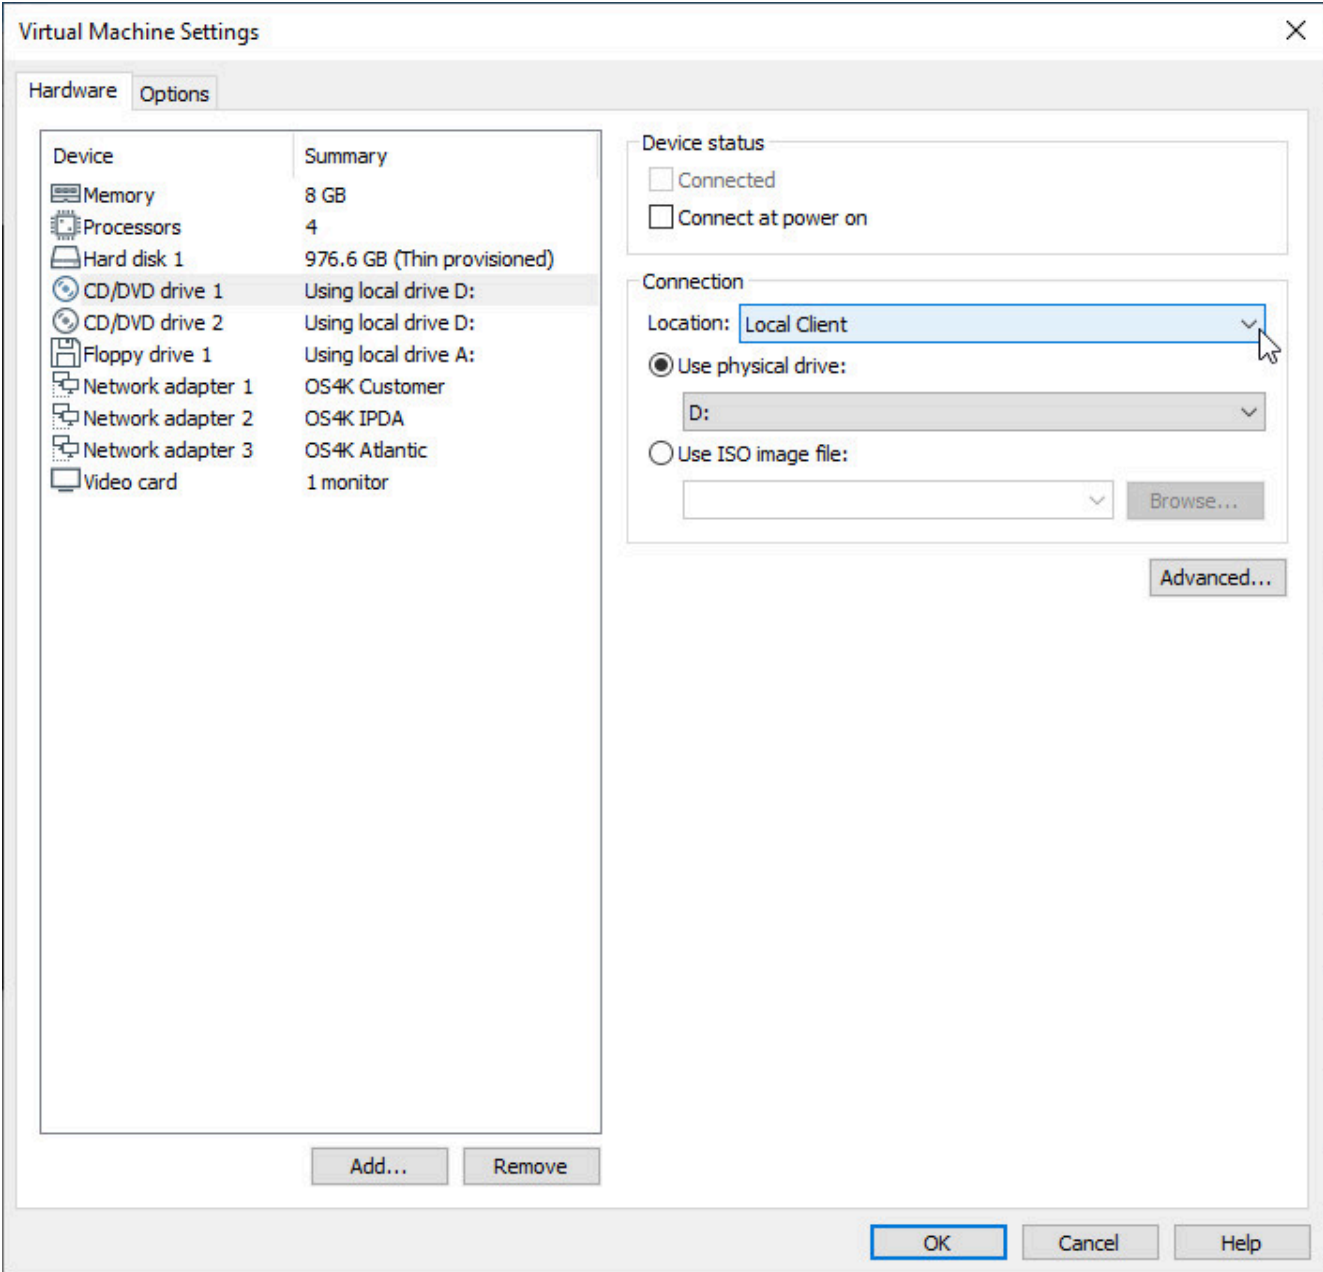 Virtual Machine Settings
Hardware Options
Device Summary
Memory 8 GB
Processors 4
Hard disk 1 976.6 GB (Thin provisioned)
CD/DVD drive 1 Using local drive D:
CD/DVD drive 2 Using local drive D:
Floppy drive 1 Using local drive A:
Network adapter 1 OS4K Customer
Network adapter 2 OS4K IPDA
Network adapter 3 OS4K Atlantic
Video card 1 monitor
Add... Remove
Device status
Connected
Connect at power on
Connection
Location: Local Client
Use physical drive:
D:
Use ISO image file:
Browse...
Advanced...
OK Cancel Help